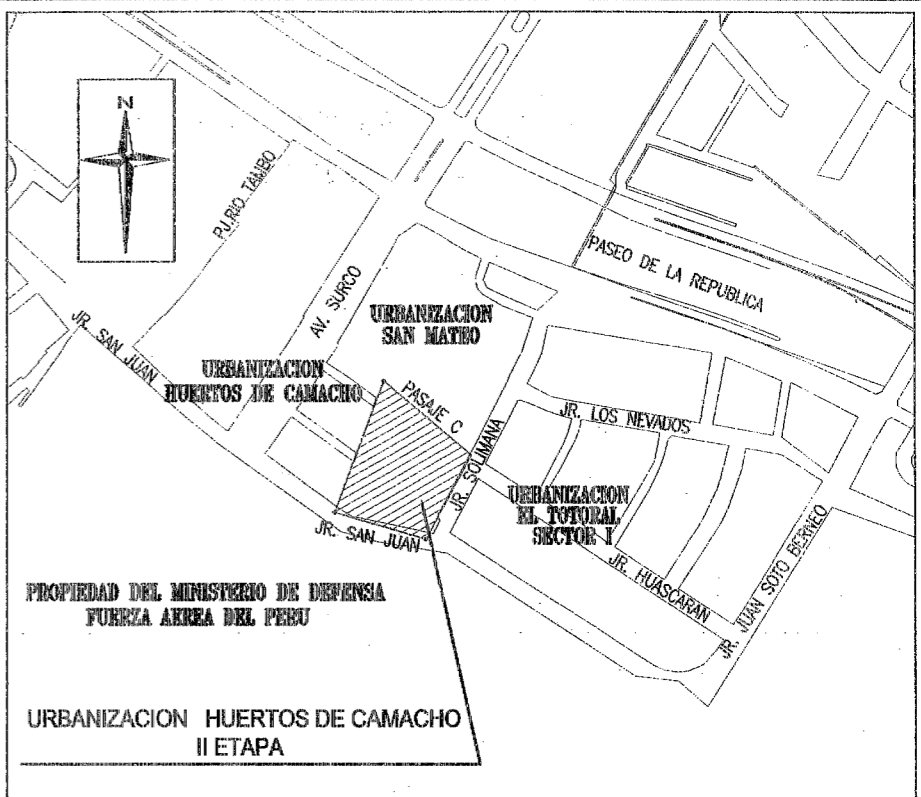 N
PJ.RIO TAMBO
AV. SURCO
PASEO DE LA REPUBLICA
URBANIZACION
SAN MATEO
JR. SAN JUAN
URBANIZACION
HUERTOS DE CAMACHO
PASAJE C
JR. LOS NEVADOS
JR. SOLIMANA
URBANIZACION
EL TOTORAL
SECTOR I
JR. SAN JUAN
JR. HUASCARAN
JR. JUAN SOTO BERMEO
PROPIEDAD DEL MINISTERIO DE DEFENSA
FUERZA AEREA DEL PERU
URBANIZACION HUERTOS DE CAMACHO
II ETAPA